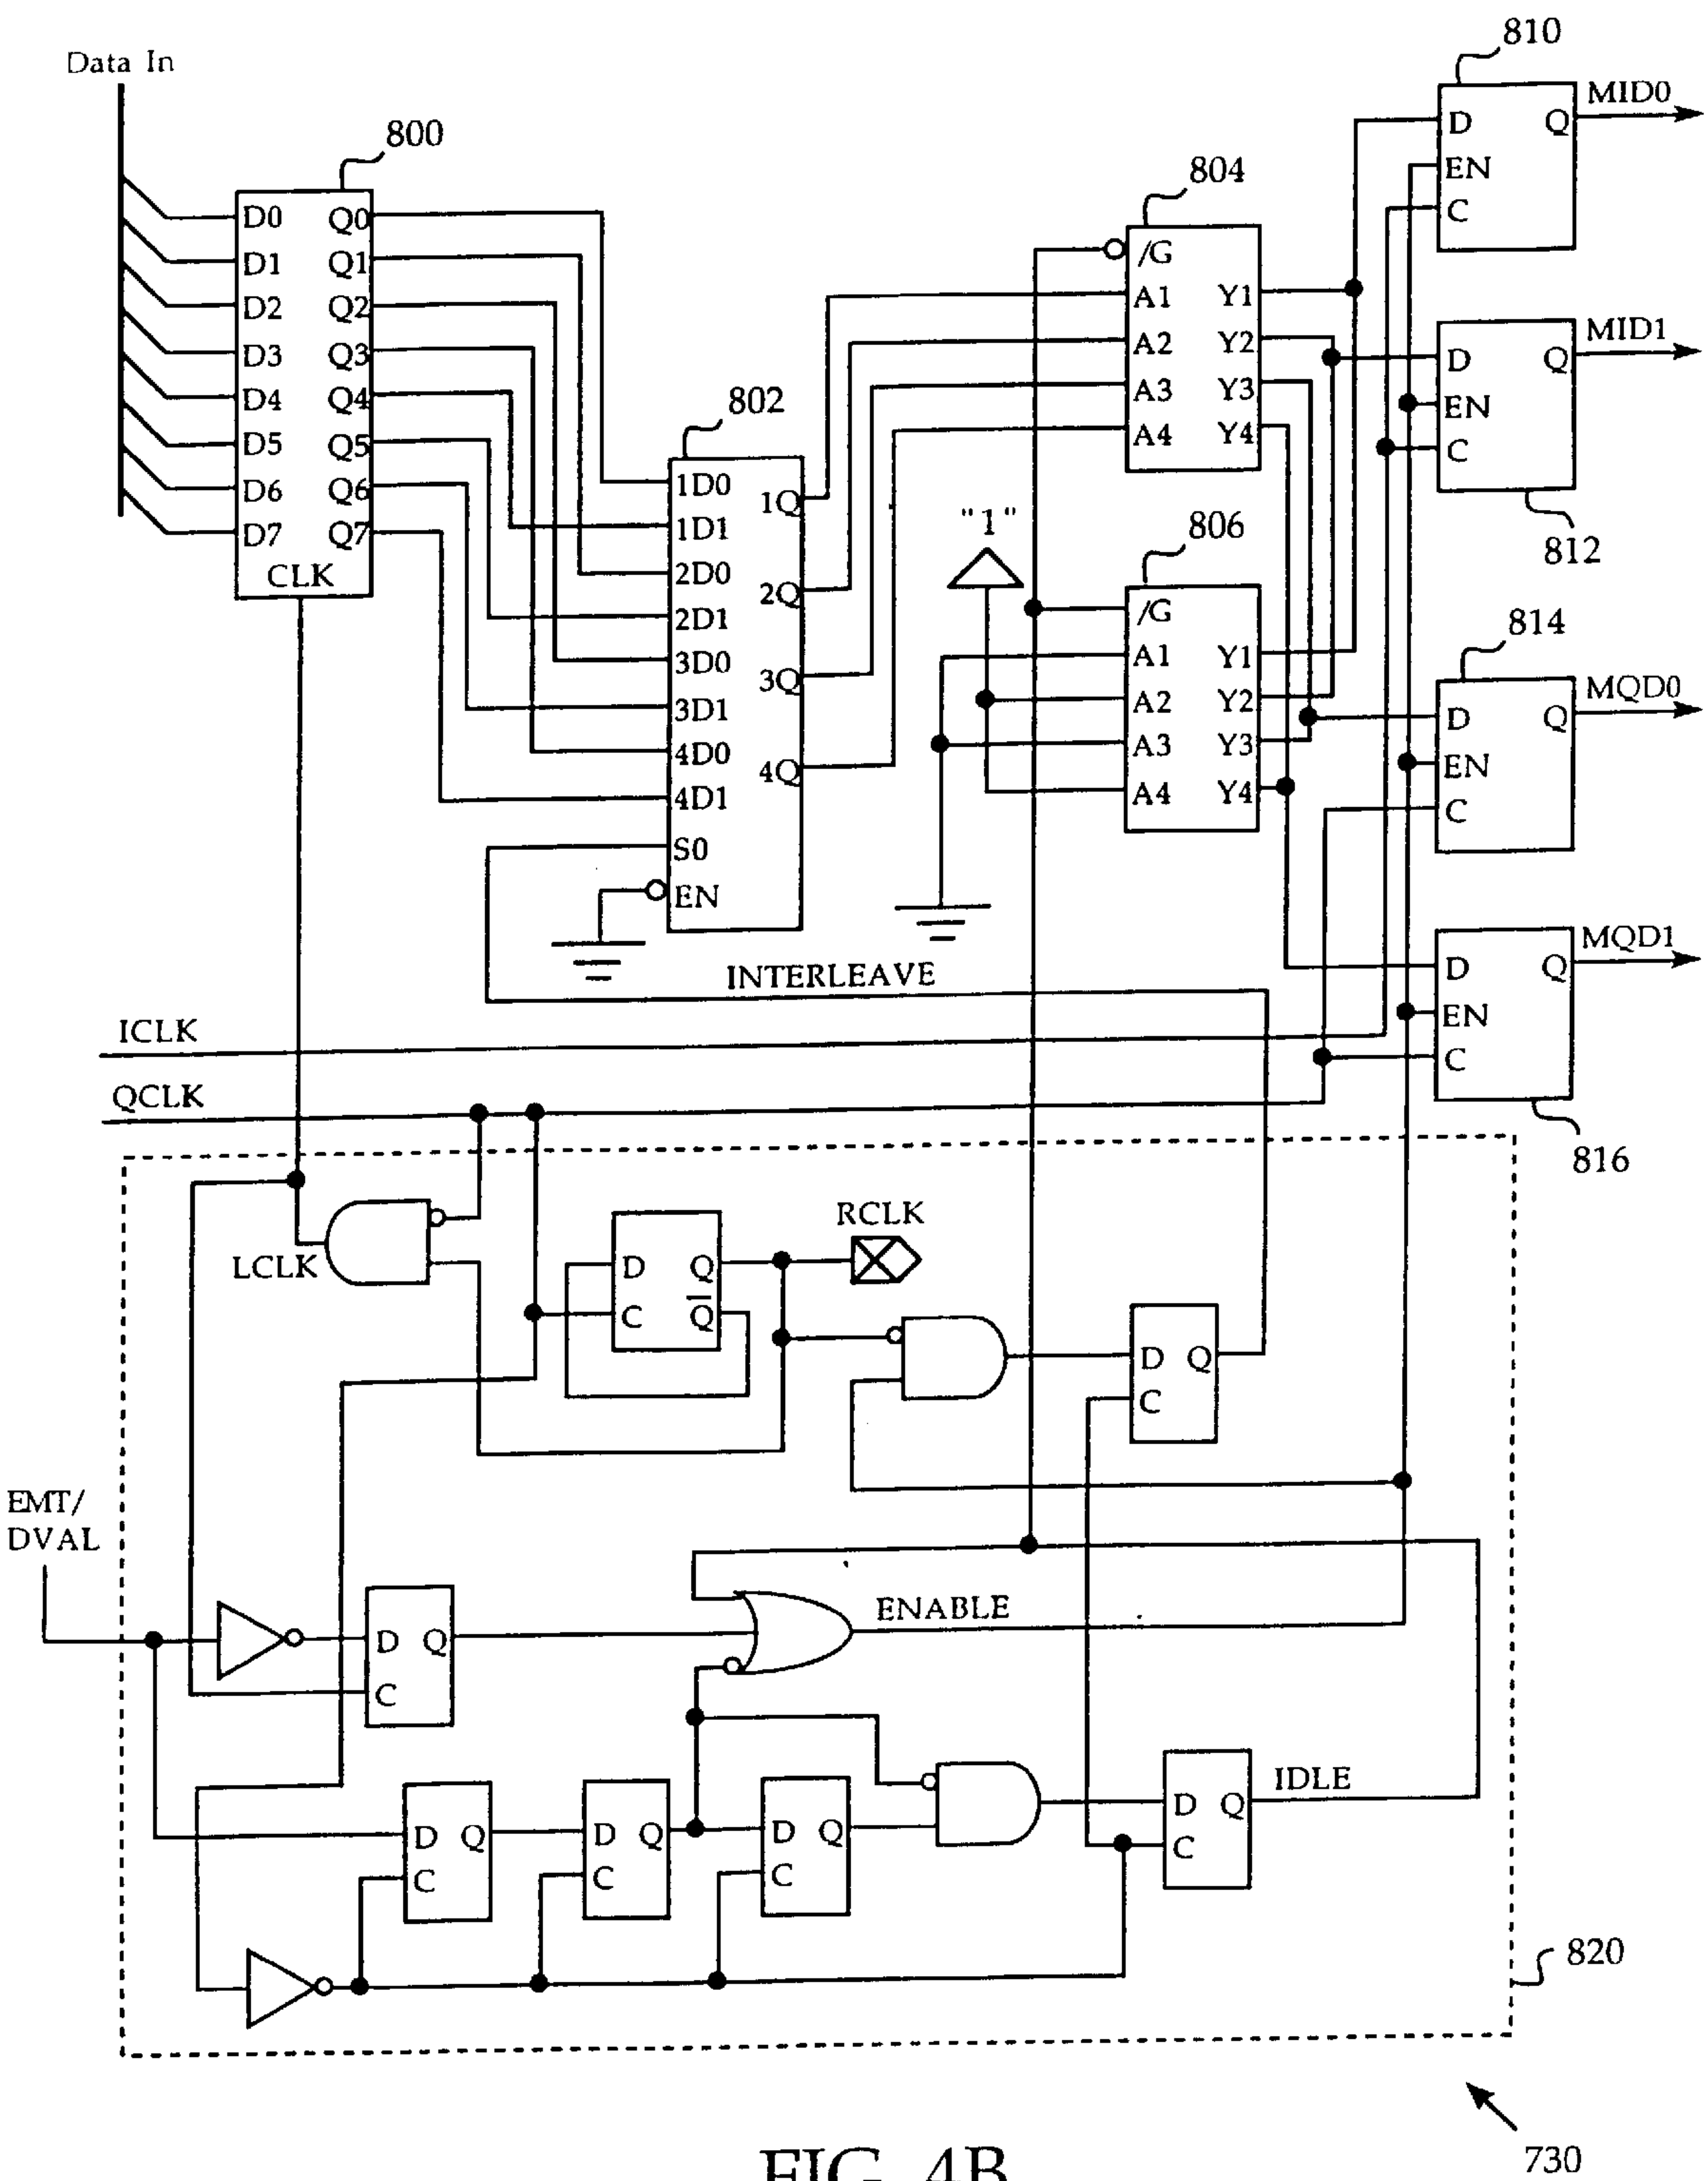 Data In
800
D0 Q0
D1 Q1
D2 Q2
D3 Q3
D4 Q4
D5 Q5
D6 Q6
D7 Q7
CLK
802
1D0
1D1
2D0
2D1
3D0
3D1
4D0
4D1
S0
EN
1Q
2Q
3Q
4Q
804
/G
A1 Y1
A2 Y2
A3 Y3
A4 Y4
"1"
806
/G
A1 Y1
A2 Y2
A3 Y3
A4 Y4
810
D Q
EN
C
MID0
D Q
EN
C
MID1
812
814
D Q
EN
C
MQD0
D Q
EN
C
MQD1
816
INTERLEAVE
ICLK
QCLK
LCLK
D Q
C Q̅
RCLK
D Q
C
EMT/
DVAL
D Q
C
ENABLE
D Q
C
D Q
C
D Q
C
D Q
C
IDLE
820
730
FIG. 4B